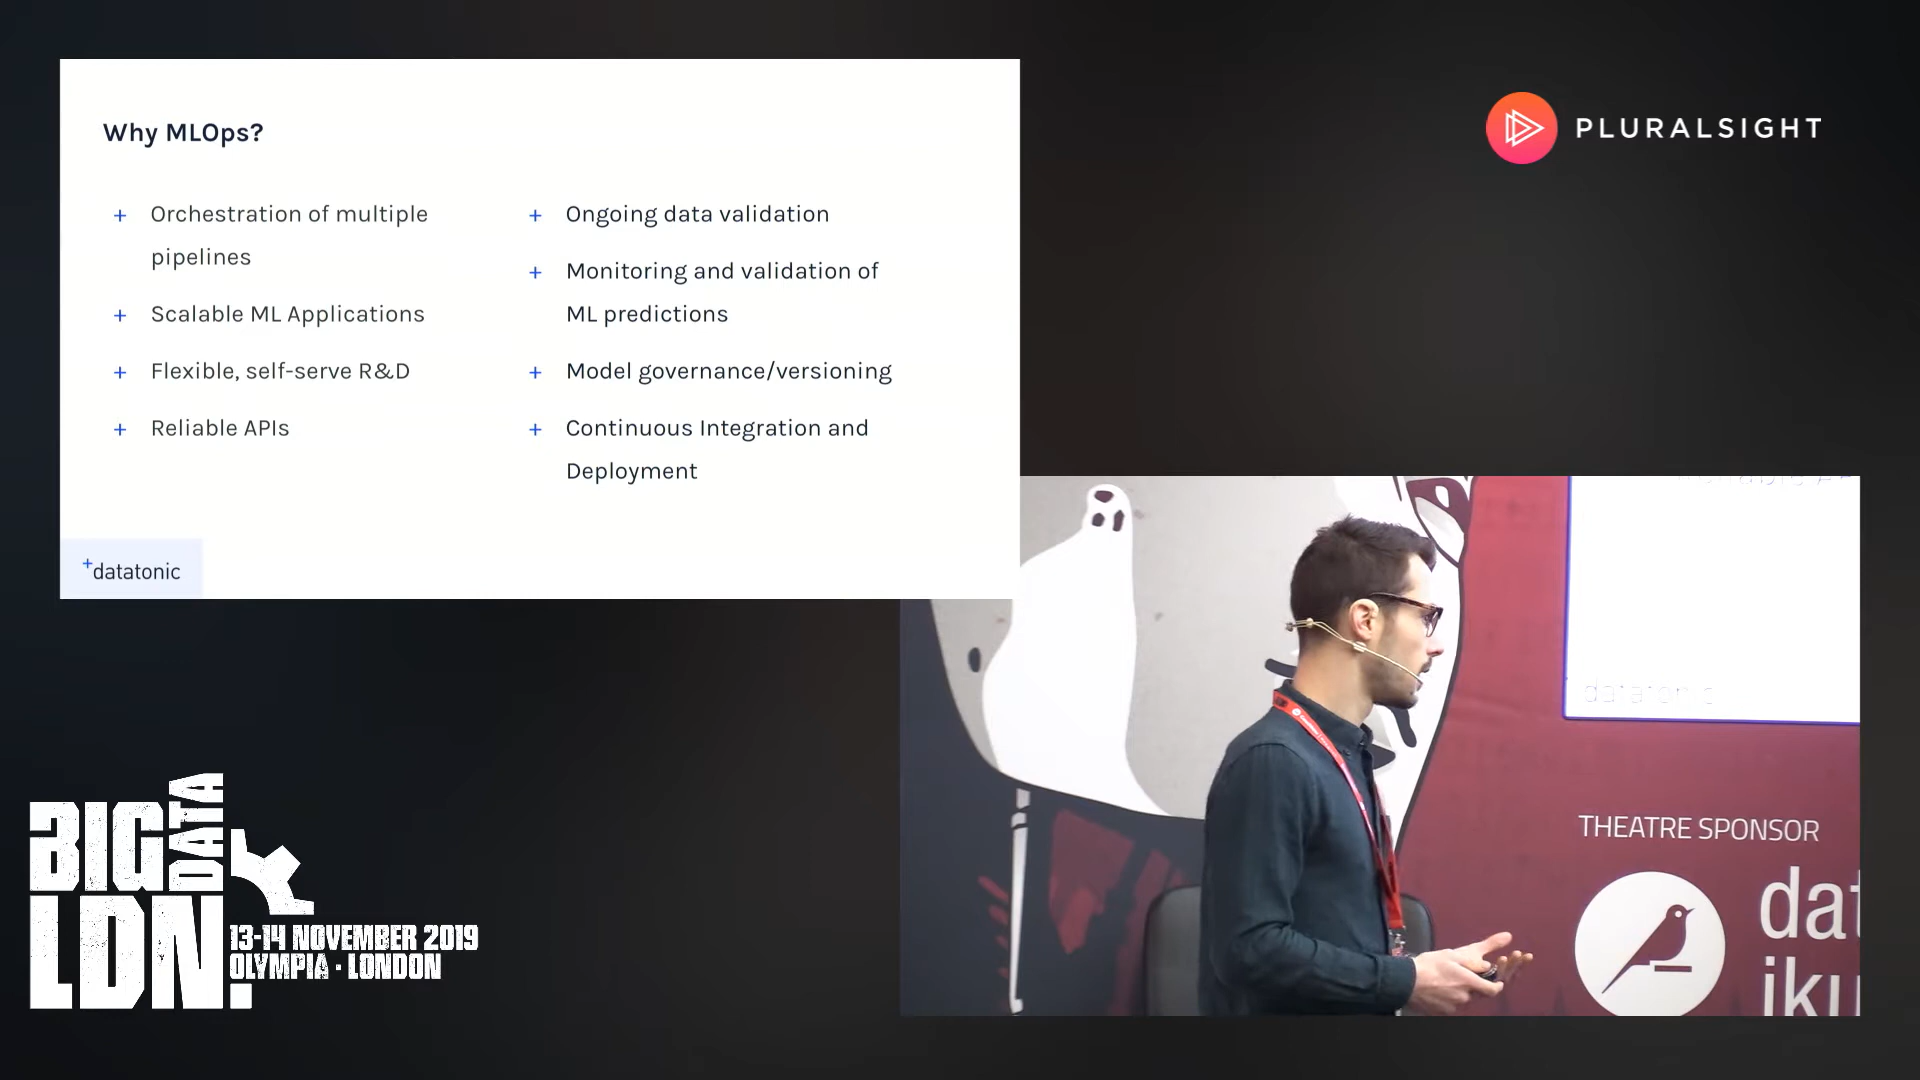 Why MLOps?
+ Orchestration of multiple
pipelines
+ Scalable ML Applications
+ Flexible, self-serve R&D
+ Reliable APIs
+ Ongoing data validation
+ Monitoring and validation of
ML predictions
+ Model governance/versioning
+ Continuous Integration and
Deployment
+datatonic
PLURALSIGHT
datatonic
THEATRE SPONSOR
dat
iku
BIG
DATA
LDN.
13-14 NOVEMBER 2019
OLYMPIA · LONDON